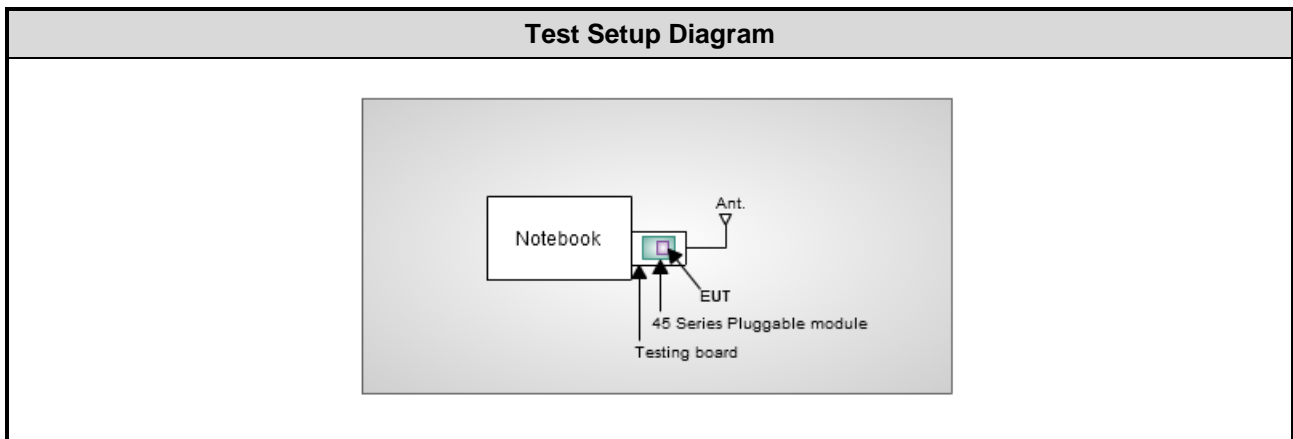 Test Setup Diagram
Ant.
Notebook
EUT
45 Series Pluggable module
Testing board